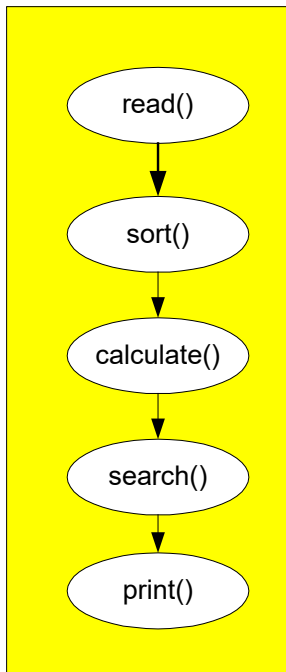 read()
sort()
calculate()
search()
print()